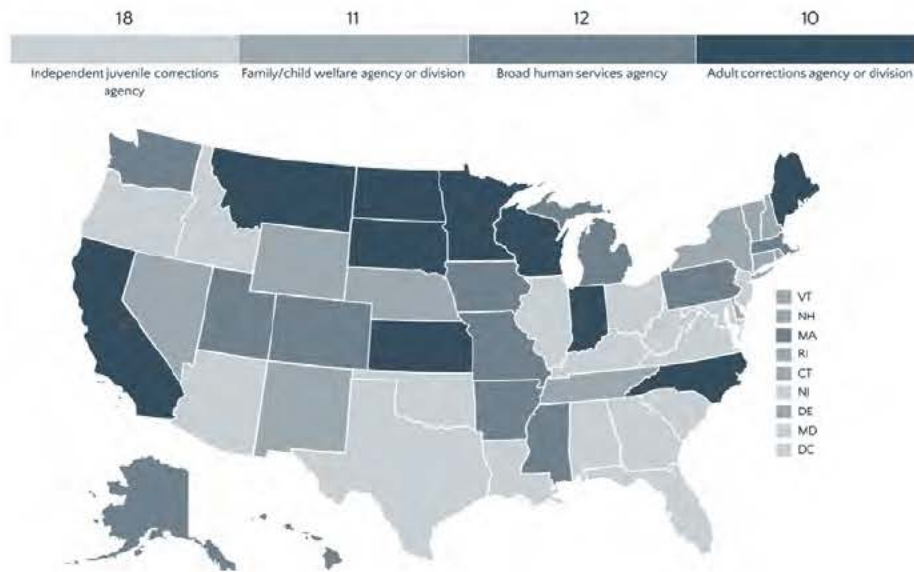 18 11 12 10
Independent juvenile corrections agency
Family/child welfare agency or division
Broad human services agency
Adult corrections agency or division
VT
NH
MA
RI
CT
NJ
DE
MD
DC